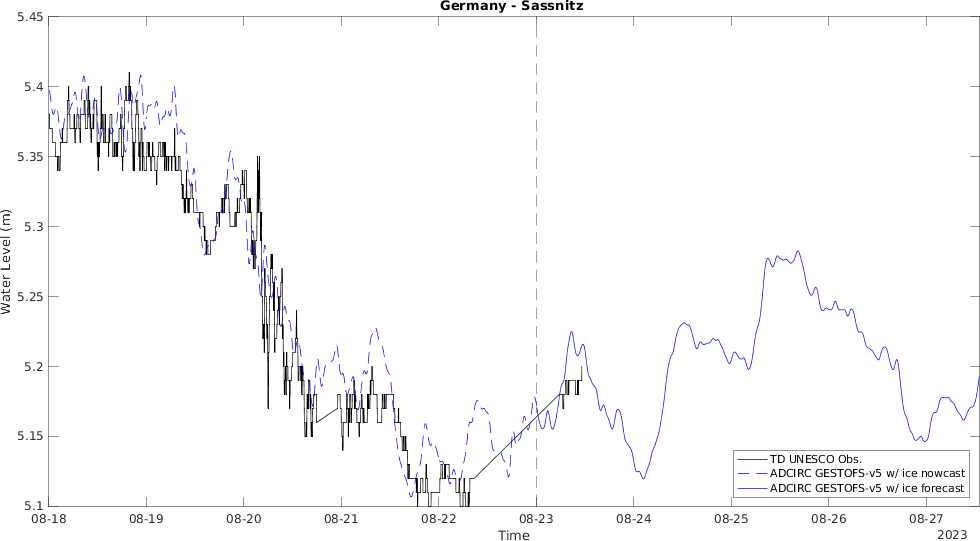 Germany - Sassnitz
5.45
5.4
5.35
5.3
5.25
5.2
5.15
5.1
Water Level (m)
TD UNESCO Obs.
ADCIRC GESTOFS-v5 w/ ice nowcast
ADCIRC GESTOFS-v5 w/ ice forecast
08-18 08-19 08-20 08-21 08-22 08-23 08-24 08-25 08-26 08-27
Time
2023